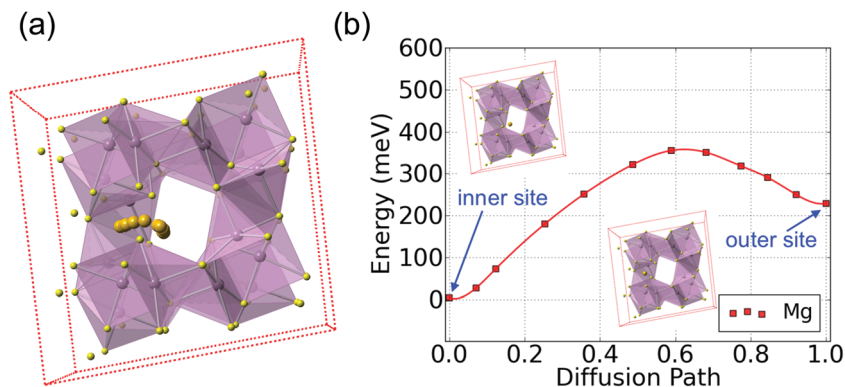 (a)
(b)
600
500
400
300
200
100
0
Energy (meV)
inner site
outer site
Mg
0.0 0.2 0.4 0.6 0.8 1.0
Diffusion Path